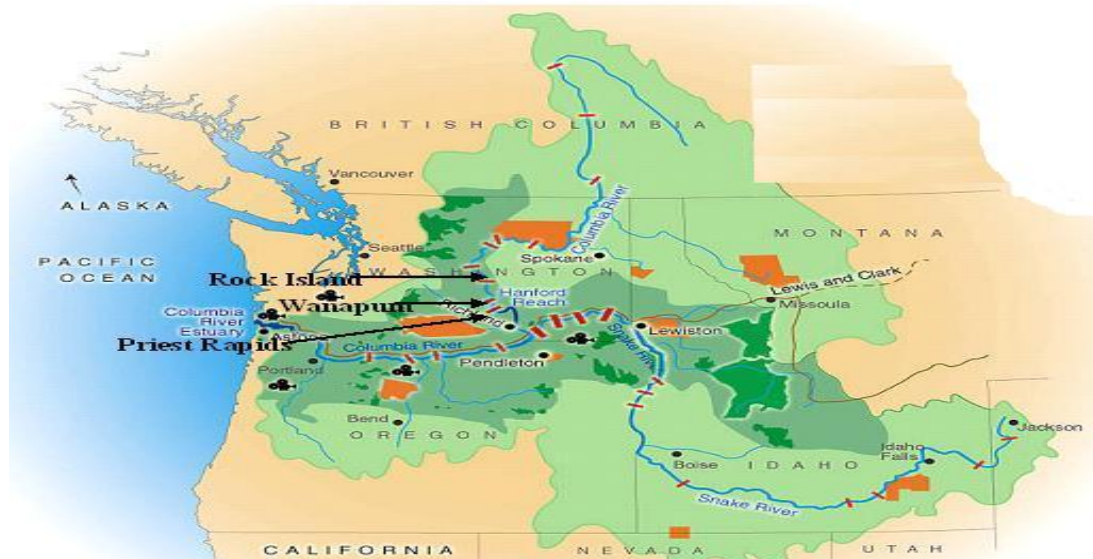 BRITISH COLUMBIA
Vancouver
ALASKA
Columbia River
MONTANA
Seattle
Spokane
PACIFIC
OCEAN
WASHINGTON
Rock Island
Lewis and Clark
Hanford
Reach
Missoula
Wanapum
Richland
Columbia
River
Estuary
Lewiston
Priest Rapids
Columbia River
Snake River
Pendleton
Portland
Bend
OREGON
Jackson
Idaho
Falls
Boise
IDAHO
Snake River
CALIFORNIA
NEVADA
UTAH